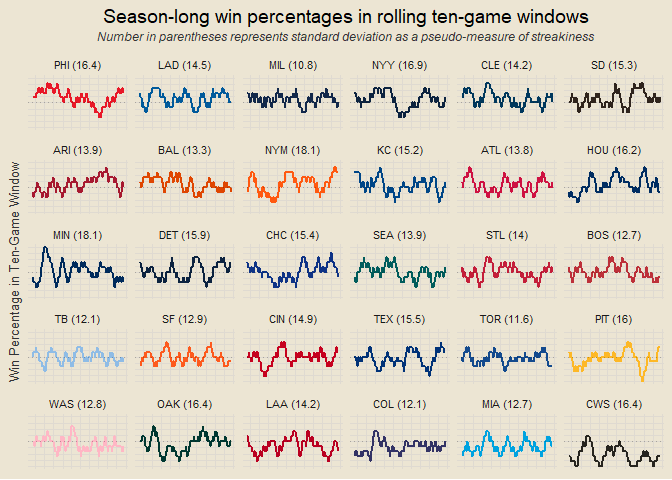 Season-long win percentages in rolling ten-game windows
Number in parentheses represents standard deviation as a pseudo-measure of streakiness
Win Percentage in Ten-Game Window
PHI (16.4) LAD (14.5) MIL (10.8) NYY (16.9) CLE (14.2) SD (15.3)
ARI (13.9) BAL (13.3) NYM (18.1) KC (15.2) ATL (13.8) HOU (16.2)
MIN (18.1) DET (15.9) CHC (15.4) SEA (13.9) STL (14) BOS (12.7)
TB (12.1) SF (12.9) CIN (14.9) TEX (15.5) TOR (11.6) PIT (16)
WAS (12.8) OAK (16.4) LAA (14.2) COL (12.1) MIA (12.7) CWS (16.4)